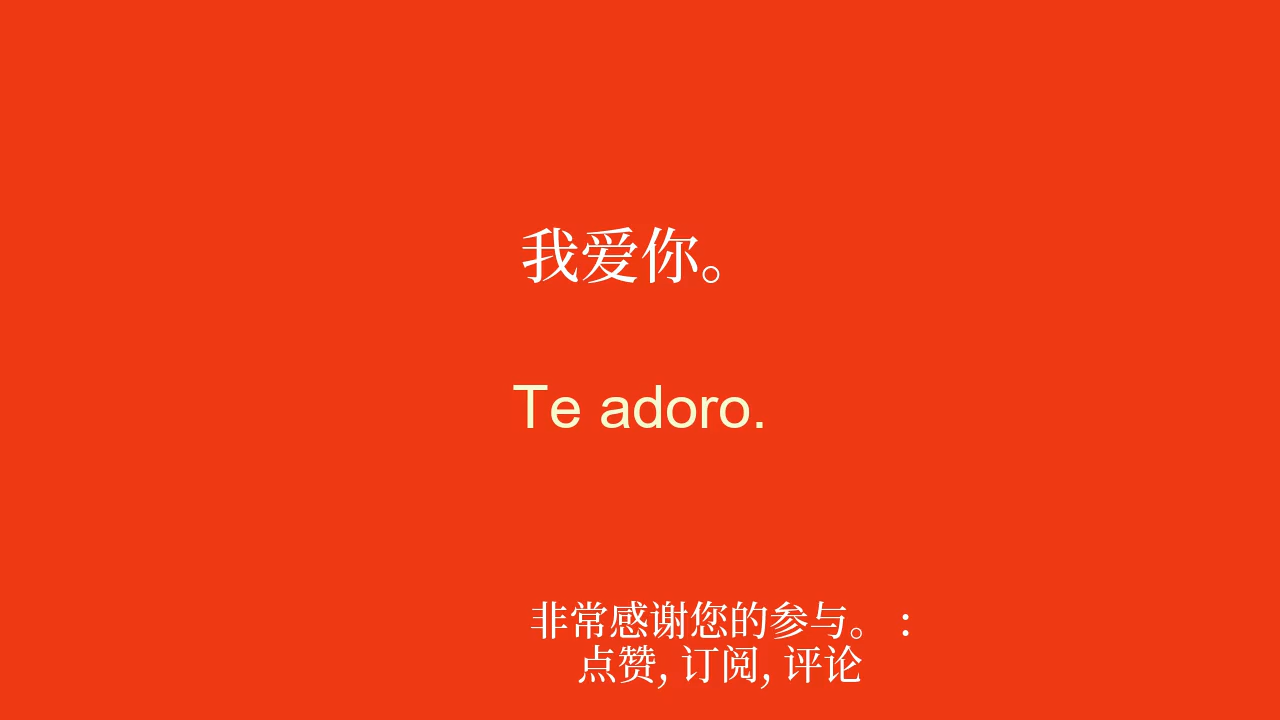 我爱你。
Te adoro.
非常感谢您的参与。 :
点赞, 订阅, 评论